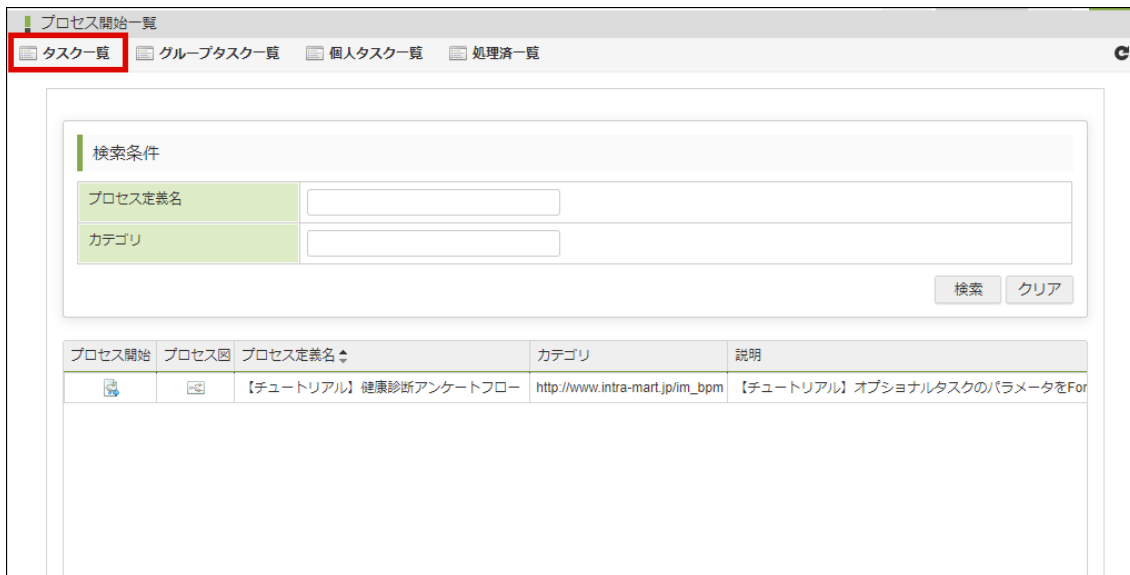 プロセス開始一覧
タスク一覧 グループタスク一覧 個人タスク一覧 処理済一覧
検索条件
プロセス定義名
カテゴリ
検索 クリア
プロセス開始 プロセス図 プロセス定義名 カテゴリ 説明
【チュートリアル】健康診断アンケートフロー http://www.intra-mart.jp/im_bpm 【チュートリアル】オプショナルタスクのパラメータをFor